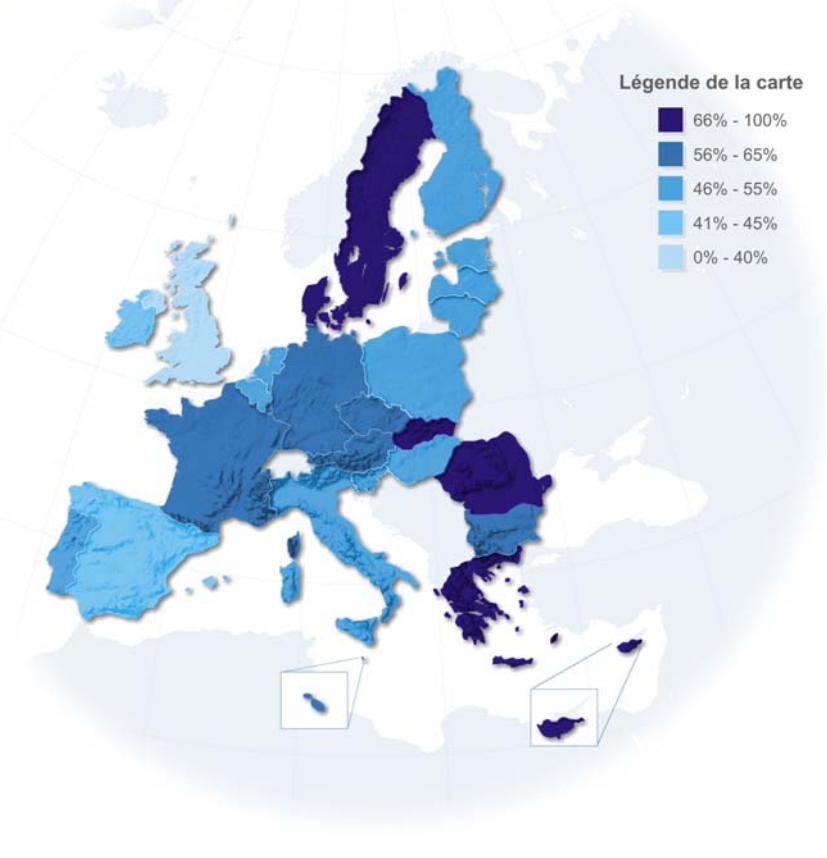 Légende de la carte
66% - 100%
56% - 65%
46% - 55%
41% - 45%
0% - 40%